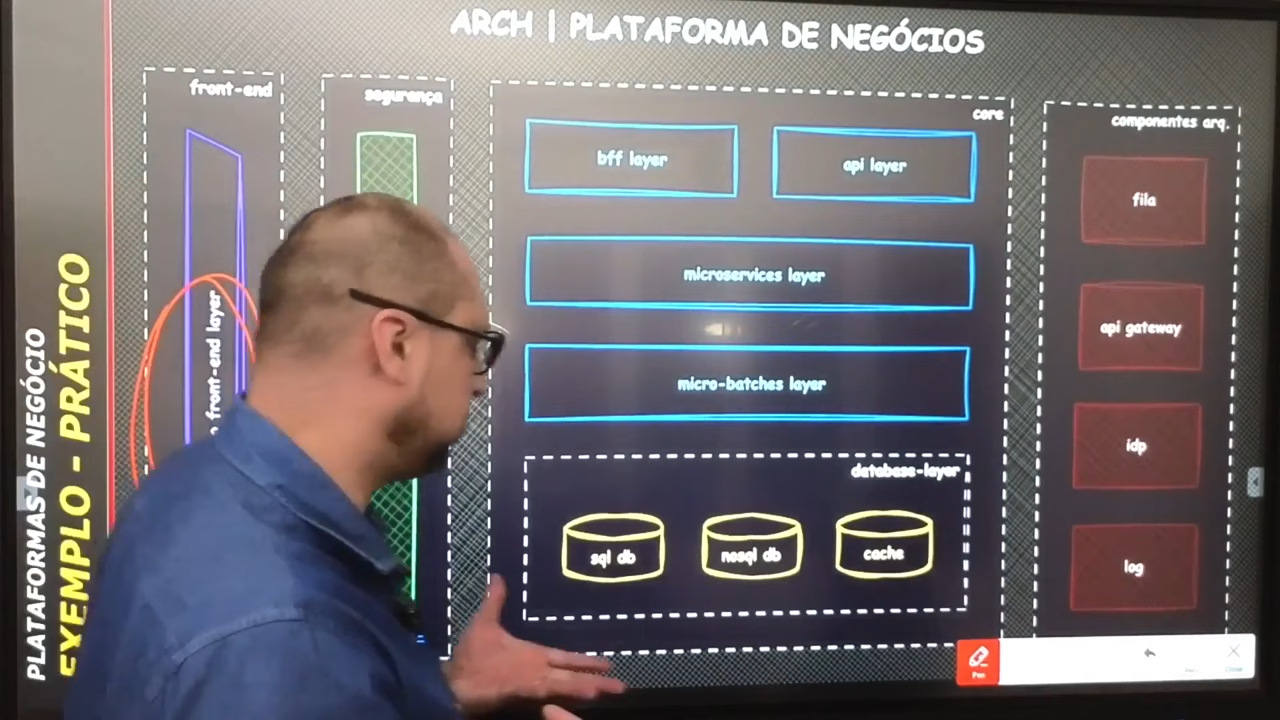 ARCH | PLATAFORMA DE NEGÓCIOS
PLATAFORMAS DE NEGÓCIO
EXEMPLO - PRÁTICO
front-end
front-end layer
segurança
core
bff layer
api layer
microservices layer
micro-batches layer
database-layer
sql db
nosql db
cache
componentes arq.
fila
api gateway
idp
log
Pen
Close